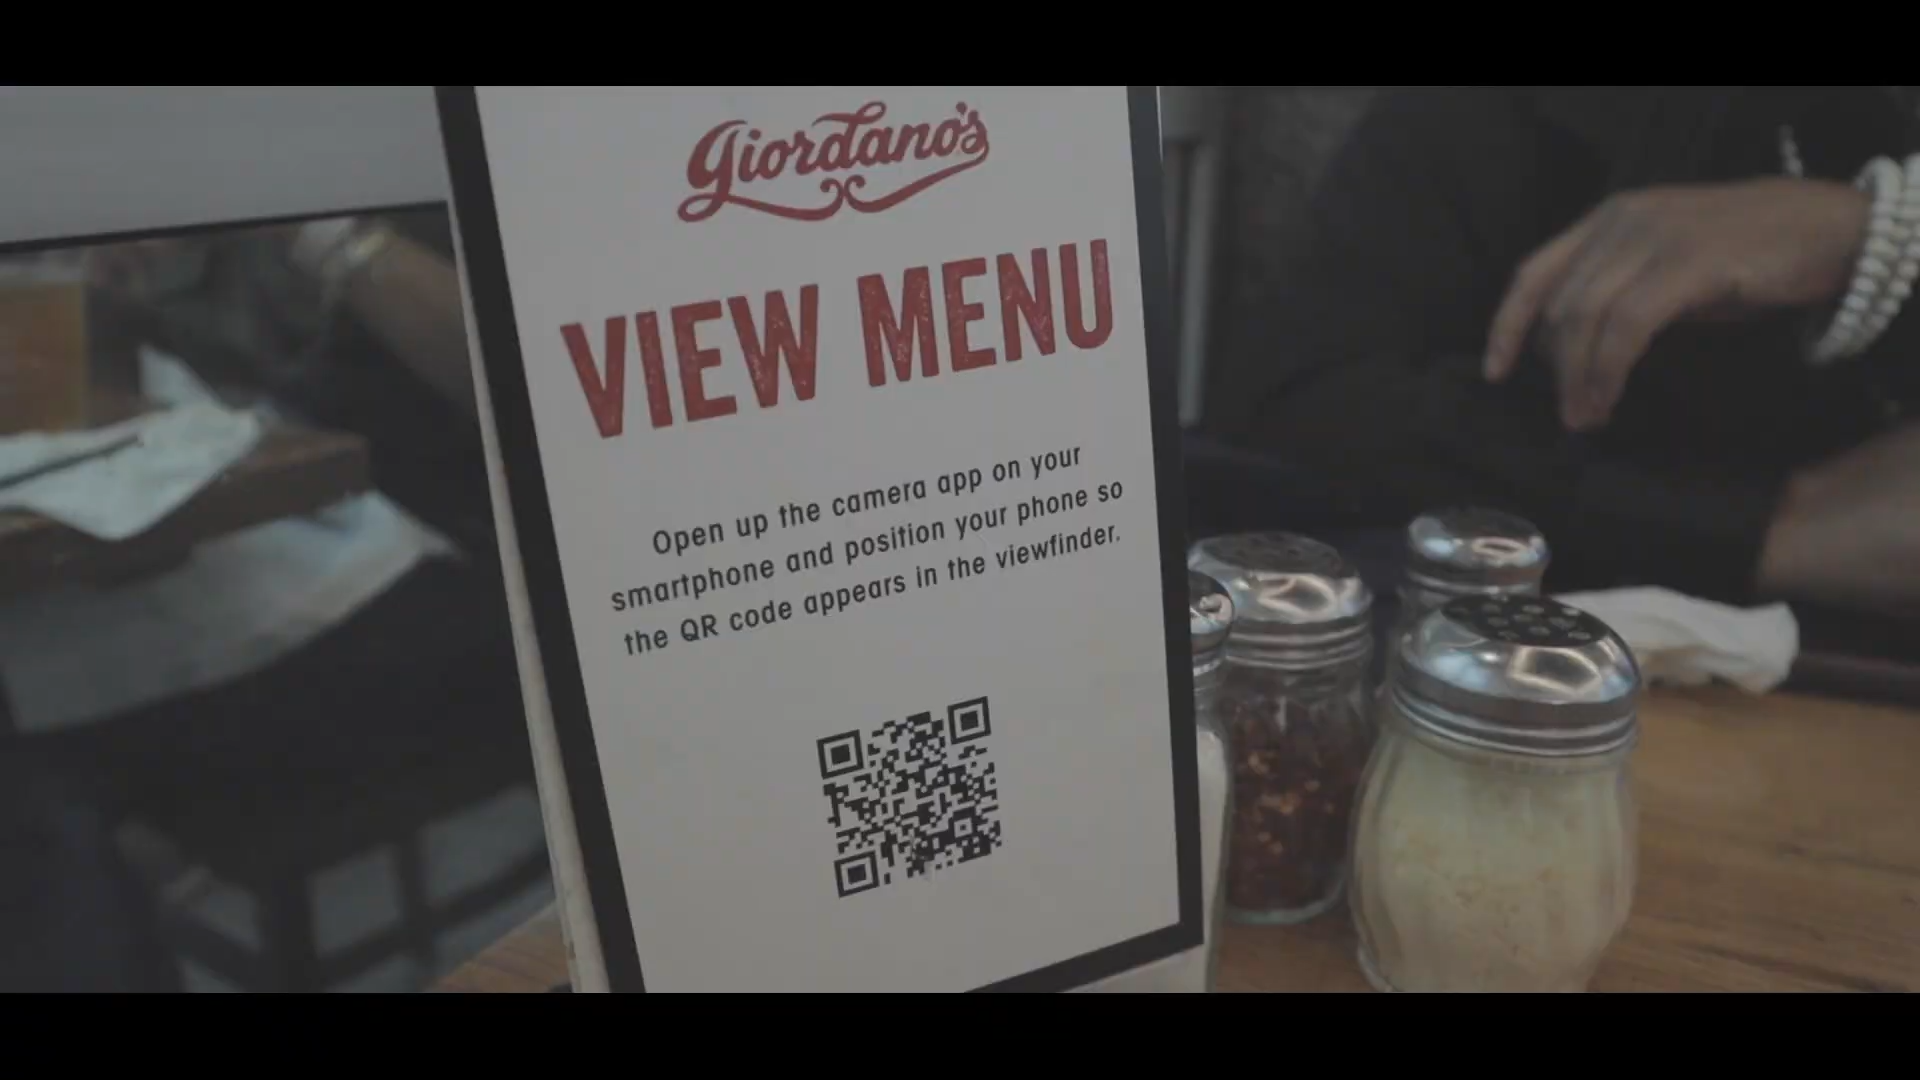 Giordano's
VIEW MENU
Open up the camera app on your
smartphone and position your phone so
the QR code appears in the viewfinder.